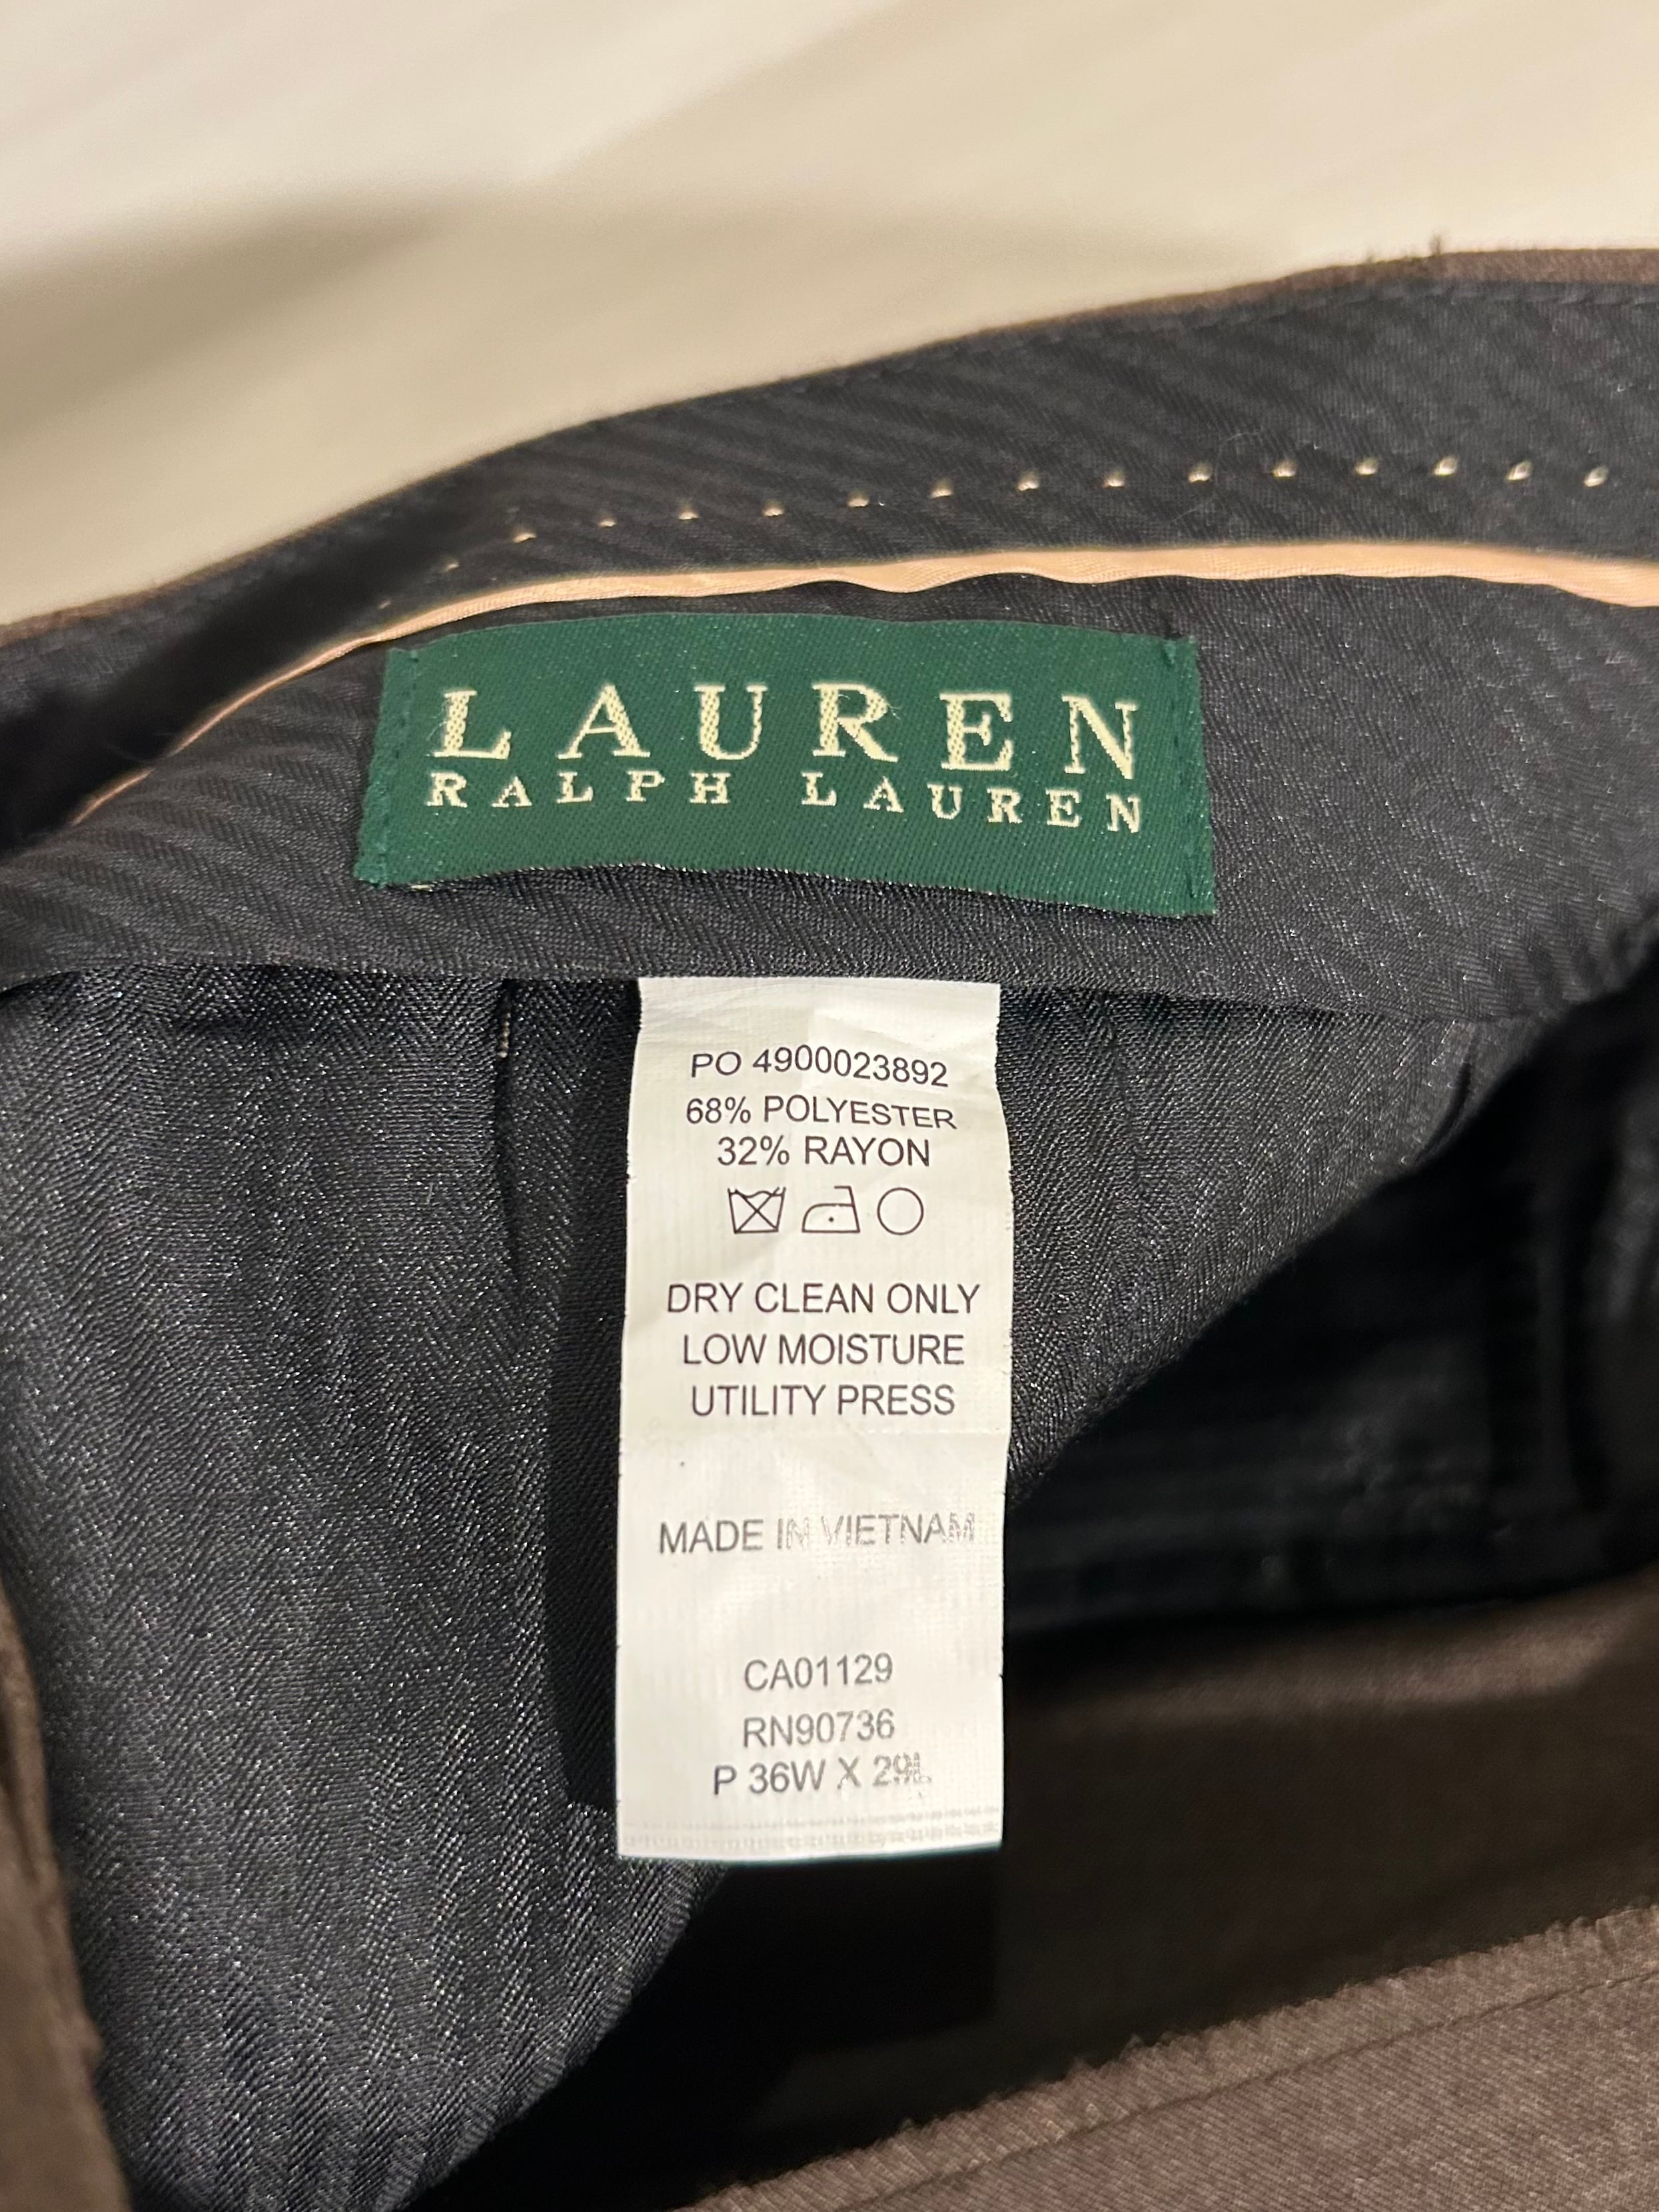 LAUREN
RALPH LAUREN
PO 4900023892
68% POLYESTER
32% RAYON
DRY CLEAN ONLY
LOW MOISTURE
UTILITY PRESS
MADE IN VIETNAM
CA01129
RN90736
P 36W X 29L